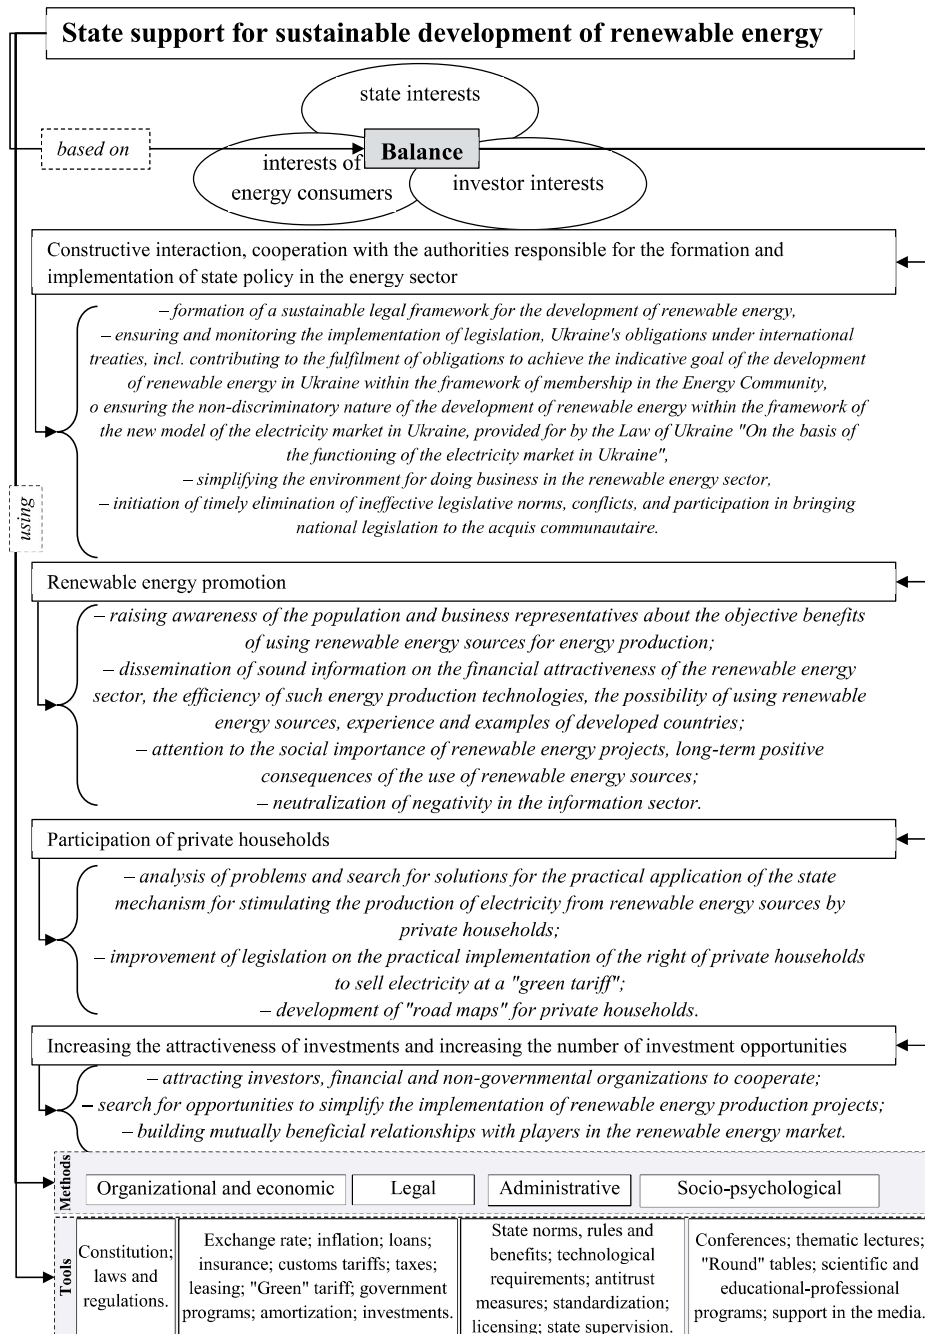 State support for sustainable development of renewable energy
state interests
based on
Balance
interests of
energy consumers
investor interests
Constructive interaction, cooperation with the authorities responsible for the formation and
implementation of state policy in the energy sector
– formation of a sustainable legal framework for the development of renewable energy,
– ensuring and monitoring the implementation of legislation, Ukraine's obligations under international
treaties, incl. contributing to the fulfilment of obligations to achieve the indicative goal of the development
of renewable energy in Ukraine within the framework of membership in the Energy Community,
o ensuring the non-discriminatory nature of the development of renewable energy within the framework of
the new model of the electricity market in Ukraine, provided for by the Law of Ukraine "On the basis of
the functioning of the electricity market in Ukraine",
– simplifying the environment for doing business in the renewable energy sector,
– initiation of timely elimination of ineffective legislative norms, conflicts, and participation in bringing
national legislation to the acquis communautaire.
using
Renewable energy promotion
– raising awareness of the population and business representatives about the objective benefits
of using renewable energy sources for energy production;
– dissemination of sound information on the financial attractiveness of the renewable energy
sector, the efficiency of such energy production technologies, the possibility of using renewable
energy sources, experience and examples of developed countries;
– attention to the social importance of renewable energy projects, long-term positive
consequences of the use of renewable energy sources;
– neutralization of negativity in the information sector.
Participation of private households
– analysis of problems and search for solutions for the practical application of the state
mechanism for stimulating the production of electricity from renewable energy sources by
private households;
– improvement of legislation on the practical implementation of the right of private households
to sell electricity at a "green tariff";
– development of "road maps" for private households.
Increasing the attractiveness of investments and increasing the number of investment opportunities
– attracting investors, financial and non-governmental organizations to cooperate;
– search for opportunities to simplify the implementation of renewable energy production projects;
– building mutually beneficial relationships with players in the renewable energy market.
Methods
Organizational and economic
Legal
Administrative
Socio-psychological
Tools
Constitution;
laws and
regulations.
Exchange rate; inflation; loans;
insurance; customs tariffs; taxes;
leasing; "Green" tariff; government
programs; amortization; investments.
State norms, rules and
benefits; technological
requirements; antitrust
measures; standardization;
licensing; state supervision.
Conferences; thematic lectures;
"Round" tables; scientific and
educational-professional
programs; support in the media.